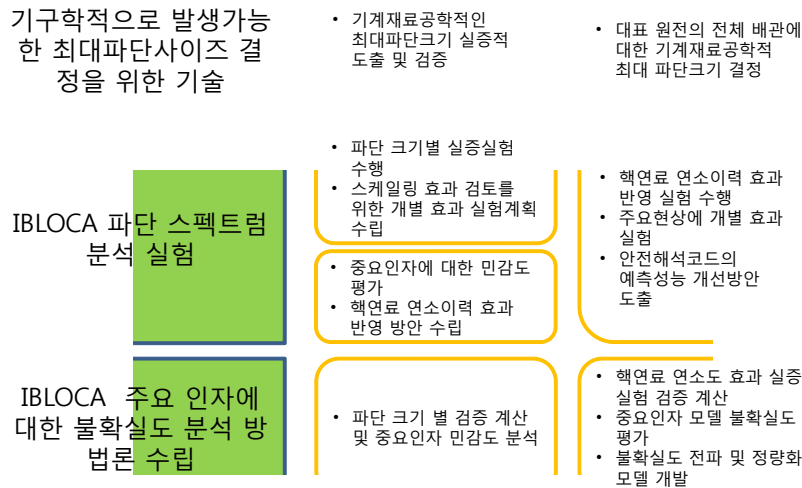 기구학적으로 발생가능
한 최대파단사이즈 결
정을 위한 기술
• 기계재료공학적인
최대파단크기 실증적
도출 및 검증
• 대표 원전의 전체 배관에
대한 기계재료공학적
최대 파단크기 결정
IBLOCA 파단 스펙트럼
분석 실험
• 파단 크기별 실증실험
수행
• 스케일링 효과 검토를
위한 개별 효과 실험계획
수립
• 중요인자에 대한 민감도
평가
• 핵연료 연소이력 효과
반영 방안 수립
• 핵연료 연소이력 효과
반영 실험 수행
• 주요현상에 개별 효과
실험
• 안전해석코드의
예측성능 개선방안
도출
IBLOCA 주요 인자에
대한 불확실도 분석 방
법론 수립
• 파단 크기 별 검증 계산
및 중요인자 민감도 분석
• 핵연료 연소도 효과 실증
실험 검증 계산
• 중요인자 모델 불확실도
평가
• 불확실도 전파 및 정량화
모델 개발